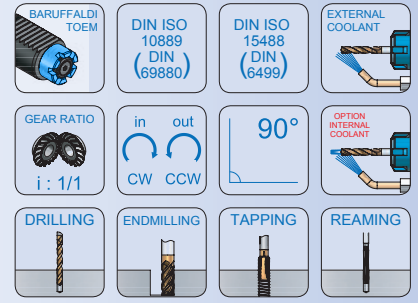 BARUFFALDI
TOEM
DIN ISO
10889
(DIN
69880)
DIN ISO
15488
(DIN
6499)
EXTERNAL
COOLANT
GEAR RATIO
i : 1/1
in out
CW CCW
90°
OPTION
INTERNAL
COOLANT
DRILLING
ENDMILLING
TAPPING
REAMING